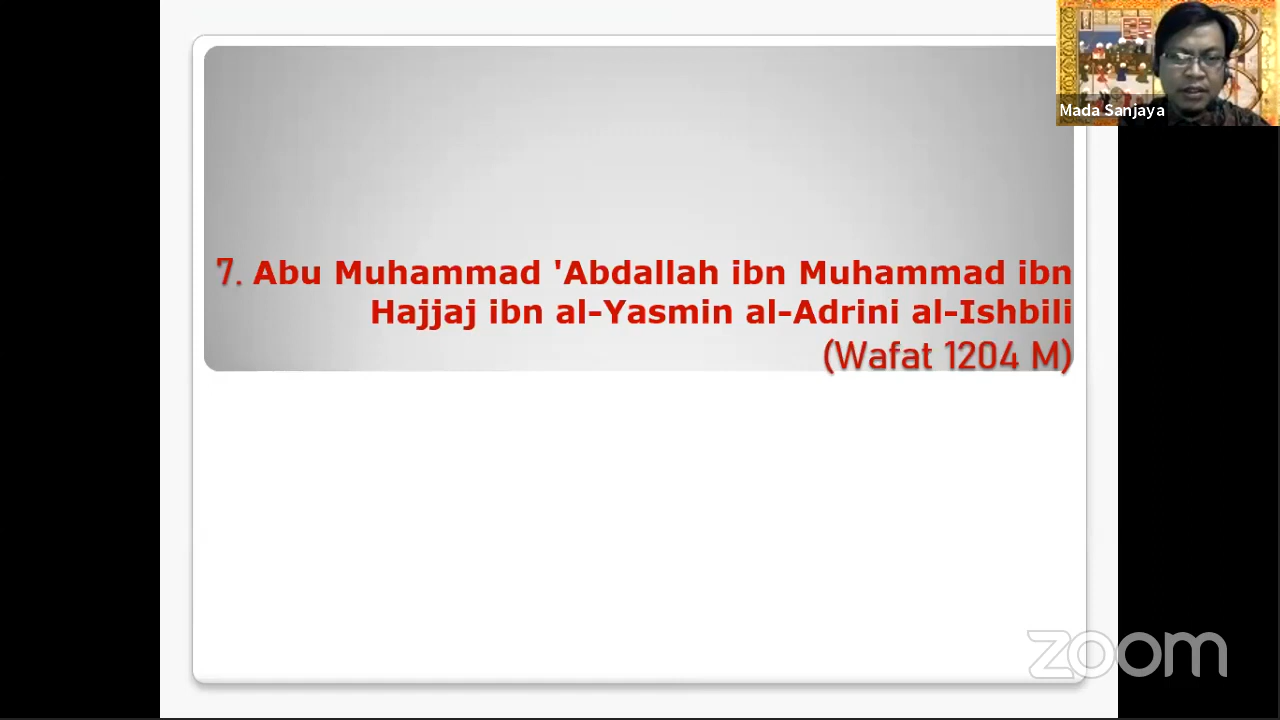 Mada Sanjaya
7. Abu Muhammad 'Abdallah ibn Muhammad ibn
Hajjaj ibn al-Yasmin al-Adrini al-Ishbili
(Wafat 1204 M)
zoom